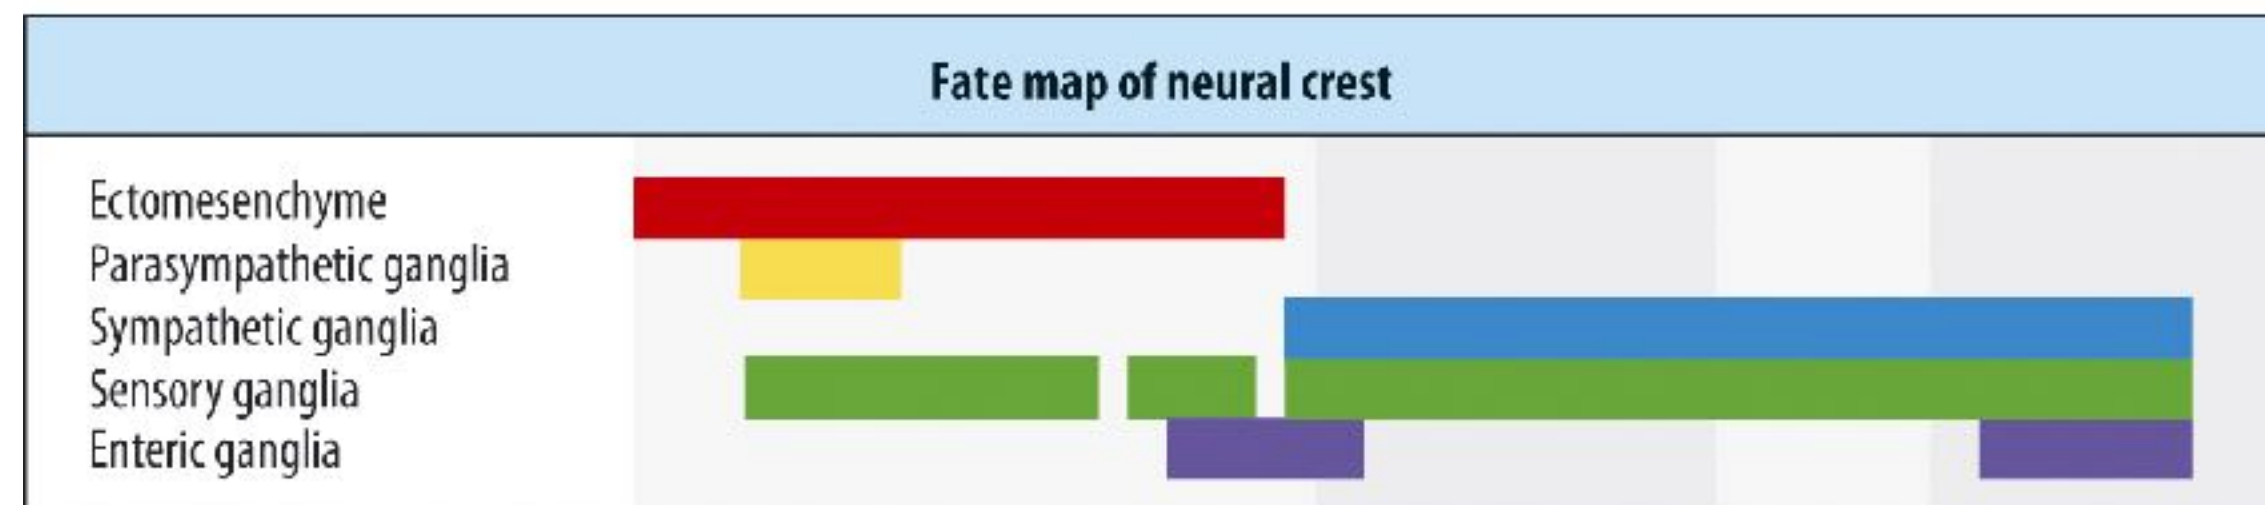 Fate map of neural crest
Ectomesenchyme
Parasympathetic ganglia
Sympathetic ganglia
Sensory ganglia
Enteric ganglia